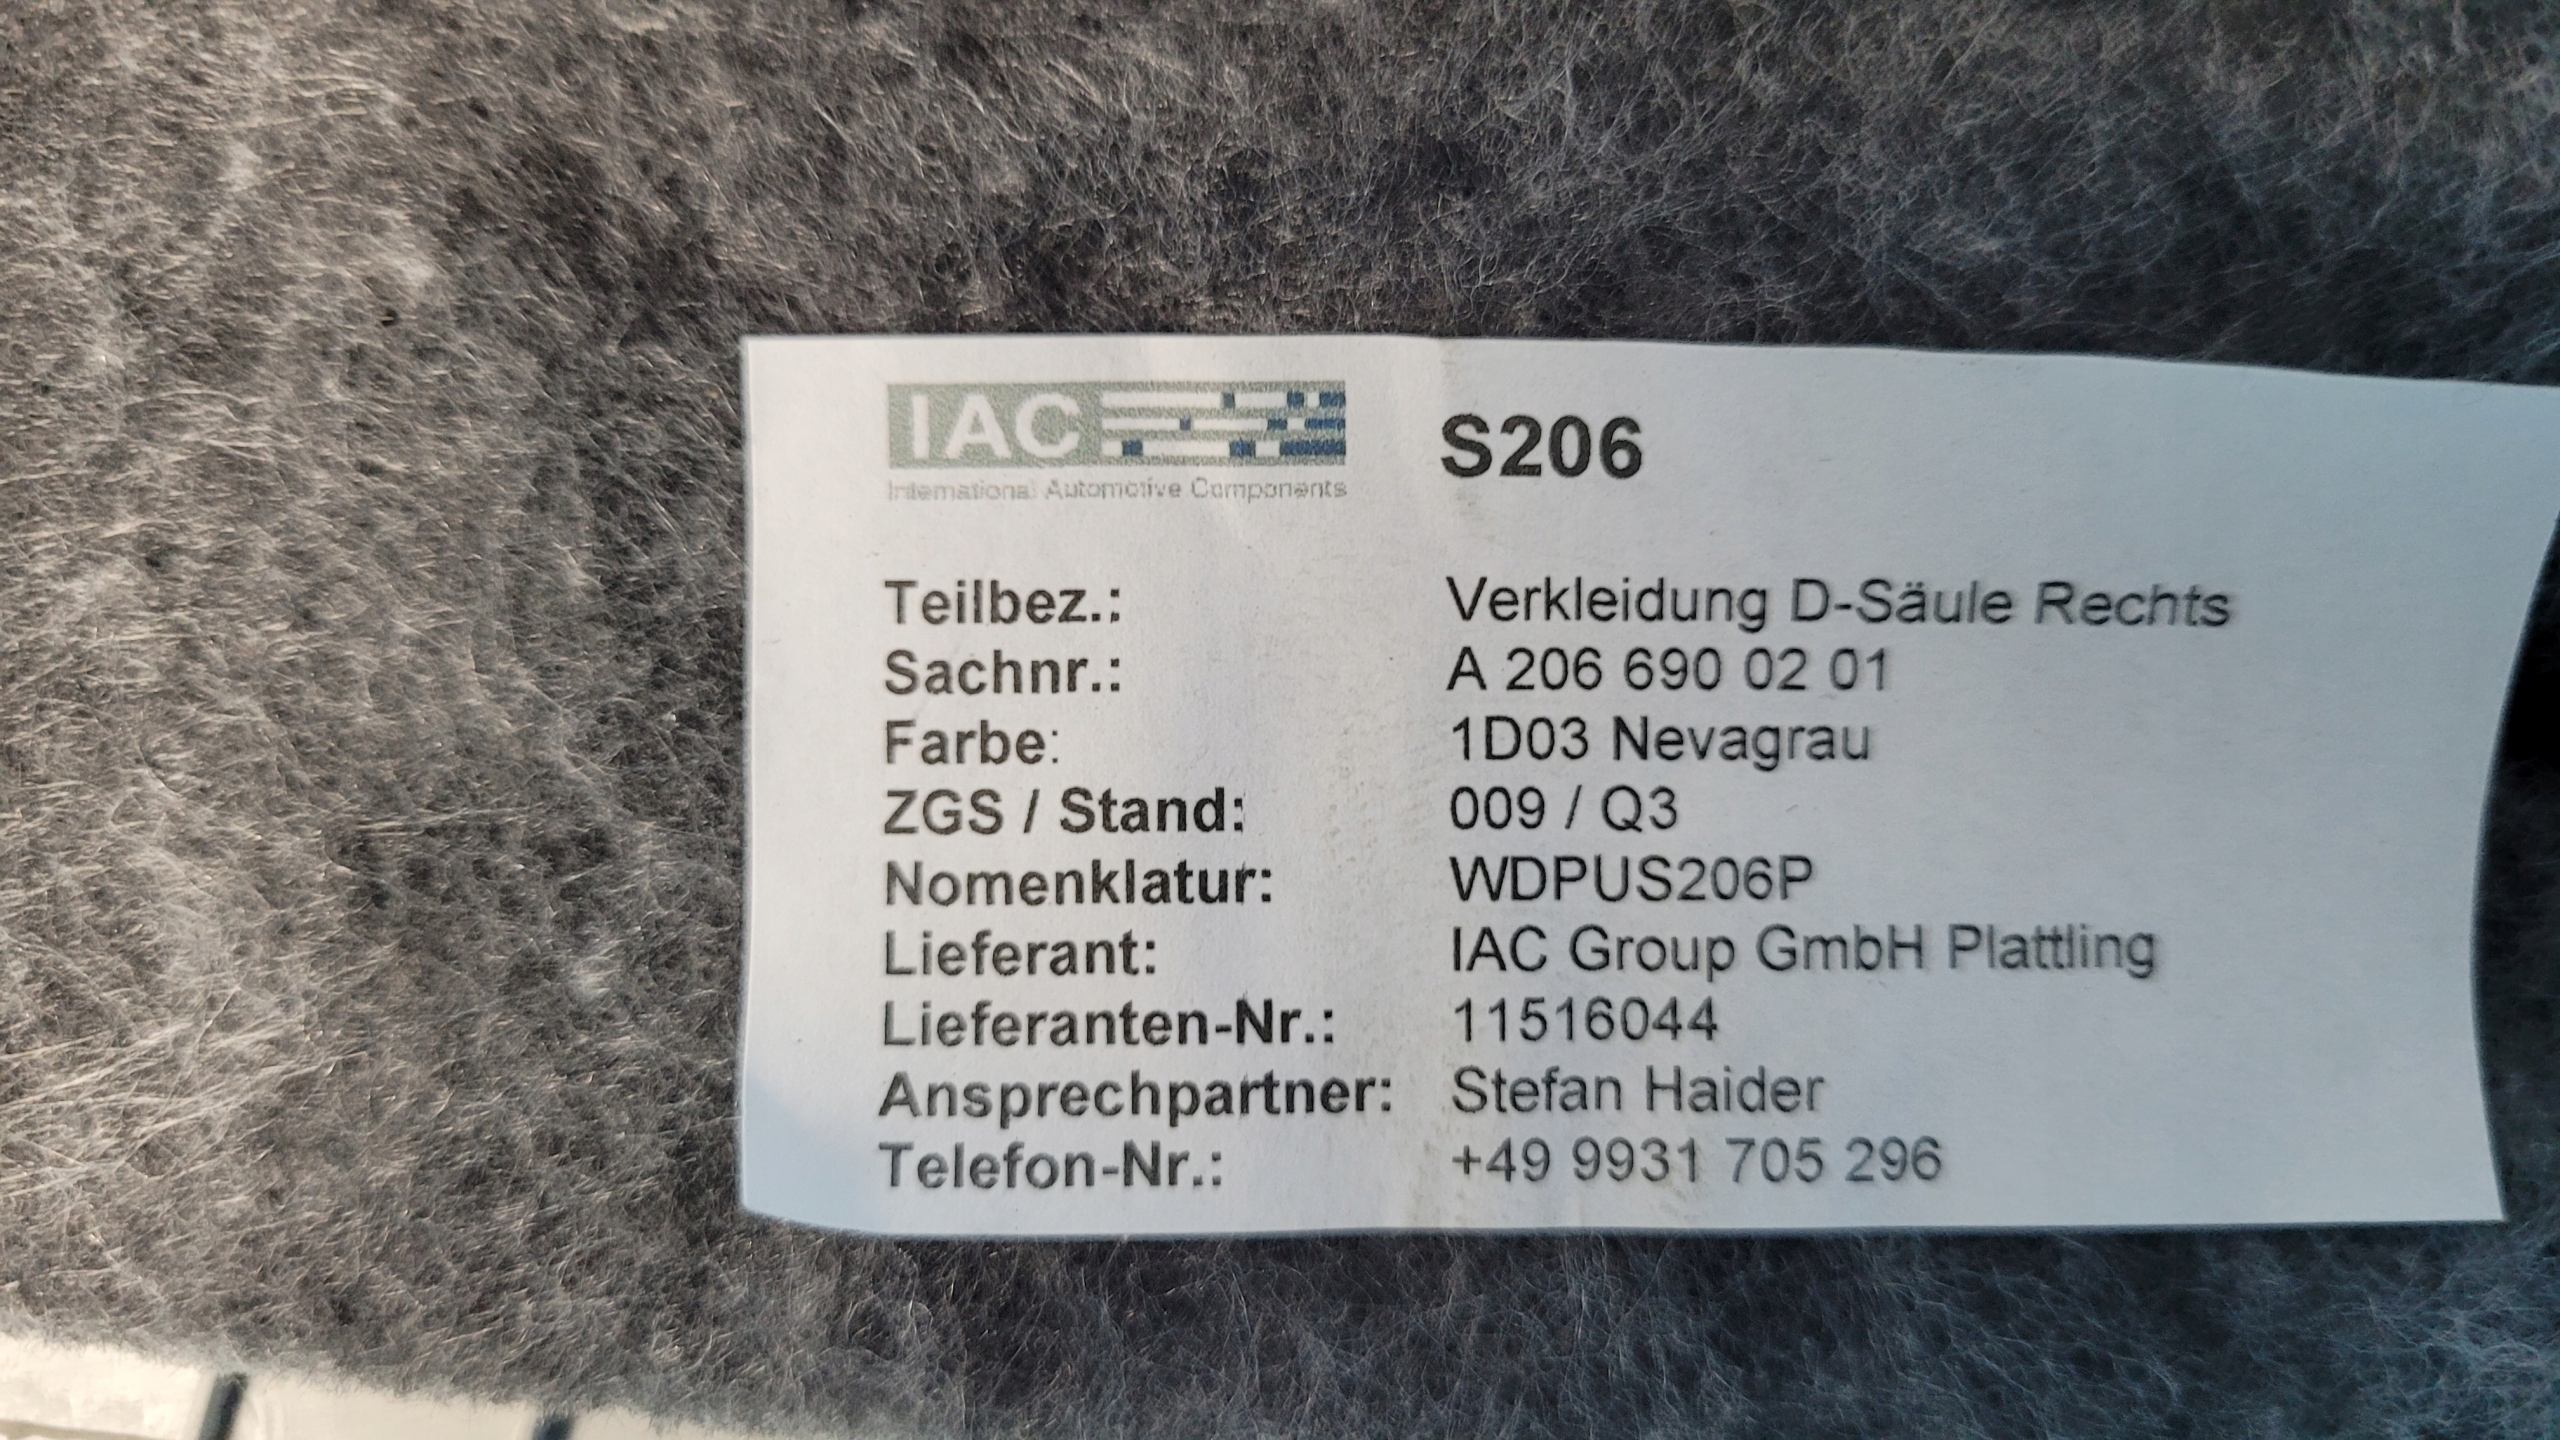 IAC
International Automotive Components
S206
Teilbez.: Verkleidung D-Säule Rechts
Sachnr.: A 206 690 02 01
Farbe: 1D03 Nevagrau
ZGS / Stand: 009 / Q3
Nomenklatur: WDPUS206P
Lieferant: IAC Group GmbH Plattling
Lieferanten-Nr.: 11516044
Ansprechpartner: Stefan Haider
Telefon-Nr.: +49 9931 705 296